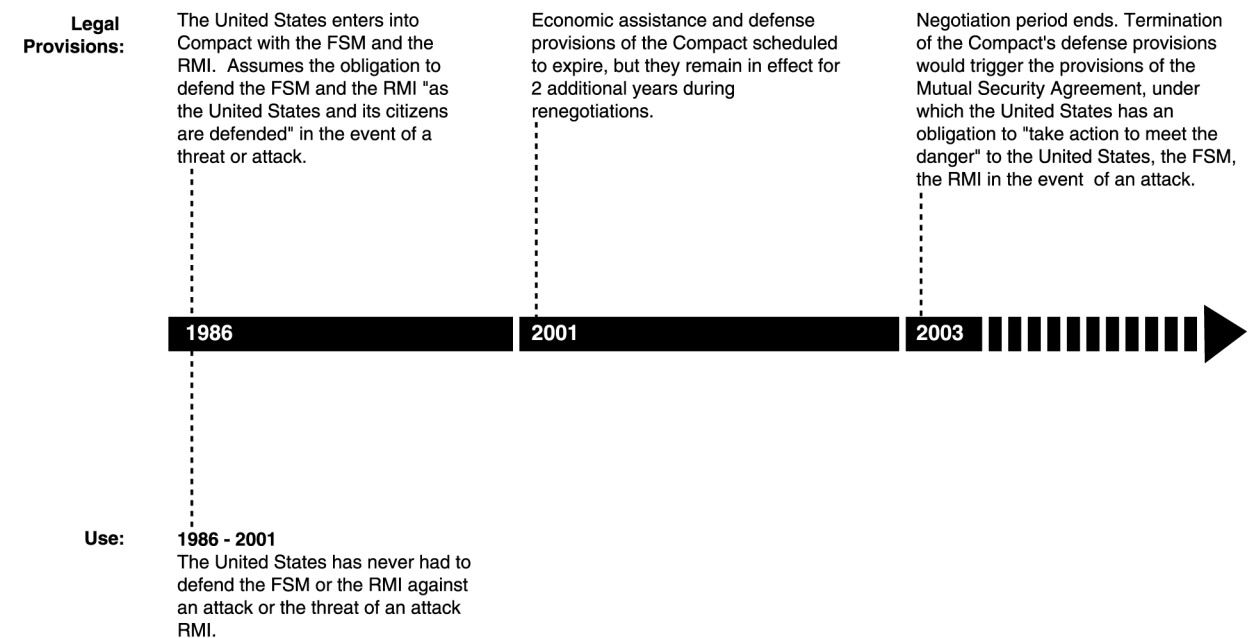 Legal
Provisions:
The United States enters into
Compact with the FSM and the
RMI.  Assumes the obligation to
defend the FSM and the RMI "as
the United States and its citizens
are defended" in the event of a
threat or attack.
Economic assistance and defense
provisions of the Compact scheduled
to expire, but they remain in effect for
2 additional years during
renegotiations.
Negotiation period ends. Termination
of the Compact's defense provisions
would trigger the provisions of the
Mutual Security Agreement, under
which the United States has an
obligation to "take action to meet the
danger" to the United States, the FSM,
the RMI in the event  of an attack.
1986
2001
2003
Use:
1986 - 2001
The United States has never had to
defend the FSM or the RMI against
an attack or the threat of an attack
RMI.